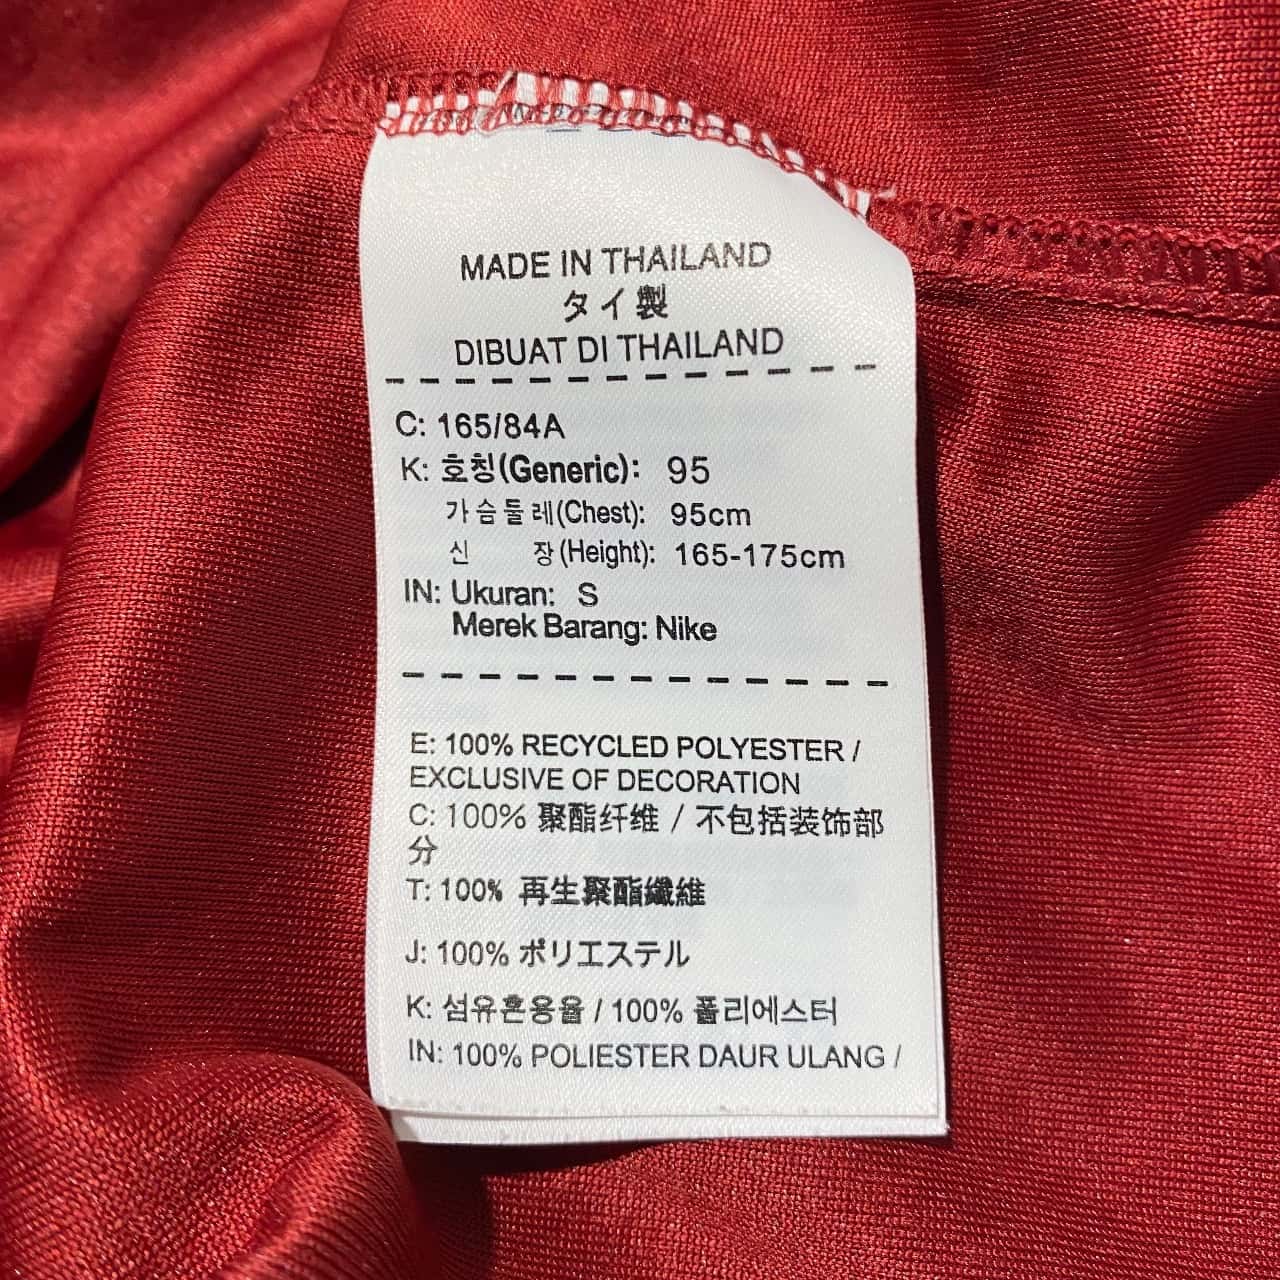 MADE IN THAILAND
タイ製
DIBUAT DI THAILAND
C: 165/84A
K: 호칭(Generic): 95
가슴둘레(Chest): 95cm
신 장(Height): 165-175cm
IN: Ukuran: S
Merek Barang: Nike
E: 100% RECYCLED POLYESTER /
EXCLUSIVE OF DECORATION
C: 100% 聚酯纤维 / 不包括装饰部
分
T: 100% 再生聚酯纖維
J: 100% ポリエステル
K: 섬유혼용율 / 100% 폴리에스터
IN: 100% POLIESTER DAUR ULANG /